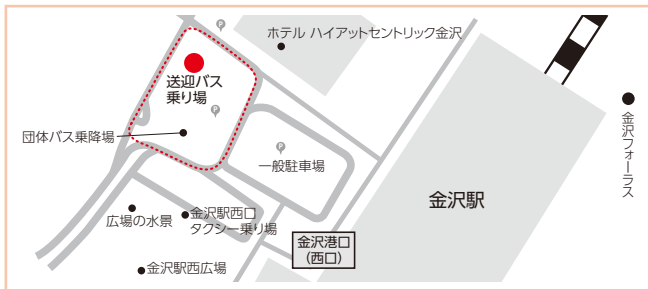 ホテル ハイアットセントリック金沢
送迎バス
乗り場
団体バス乗降場
一般駐車場
金沢駅
金沢フォーラス
広場の水景
金沢駅西口
タクシー乗り場
金沢港口
(西口)
金沢駅西広場
P
P
P
P